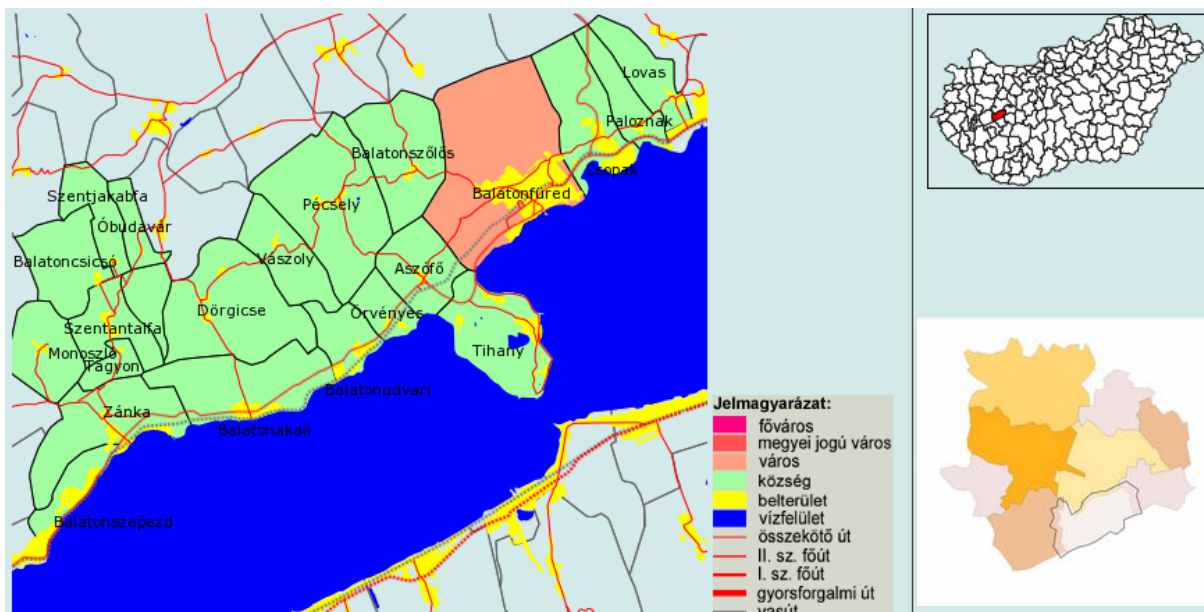 Lovas
Paloznak
Csopak
Balatonszőlős
Balatonfüred
Szentjakabfa
Pécsely
Óbudavár
Balatoncsicsó
Vászoly
Aszófő
Dörgicse
Örvényes
Szentantalfa
Tihany
Monoszló
Tagyon
Balatonudvari
Zánka
Balatonakali
Balatonszepezd
Jelmagyarázat:
főváros
megyei jogú város
város
község
belterület
vízfelület
összekötő út
II. sz. főút
I. sz. főút
gyorsforgalmi út
vasút